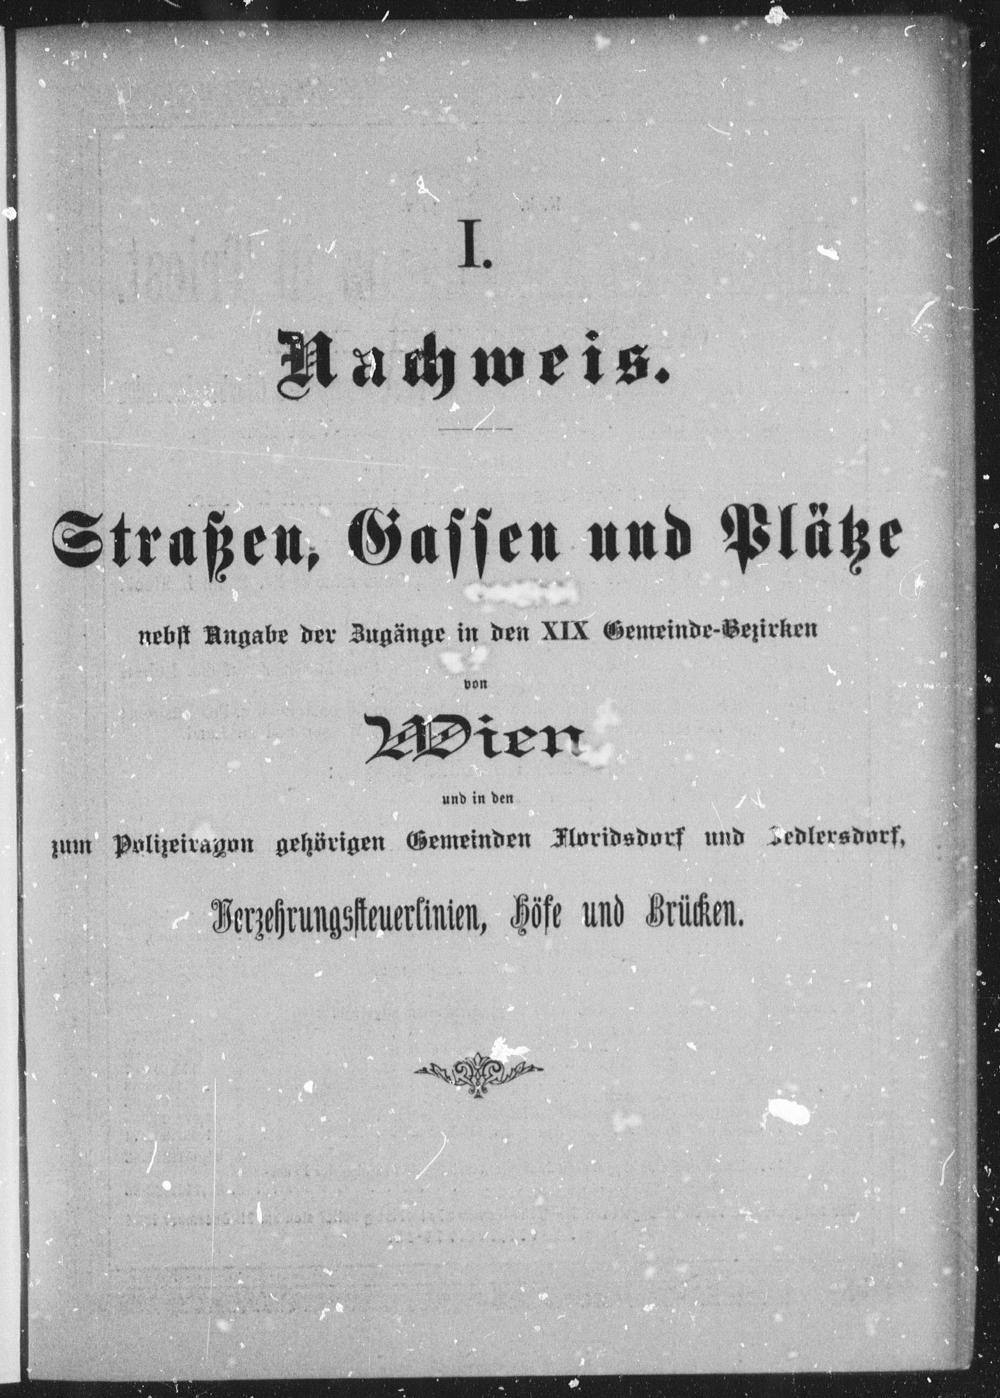 I.
Nachweis.
Straßen, Gassen und Plätze
nebst Angabe der Zugänge in den XIX Gemeinde-Bezirken
von
Wien
und in den
zum Polizeirayon gehörigen Gemeinden Floridsdorf und Jedlersdorf,
Verzehrungssteuerlinien, Höfe und Brücken.